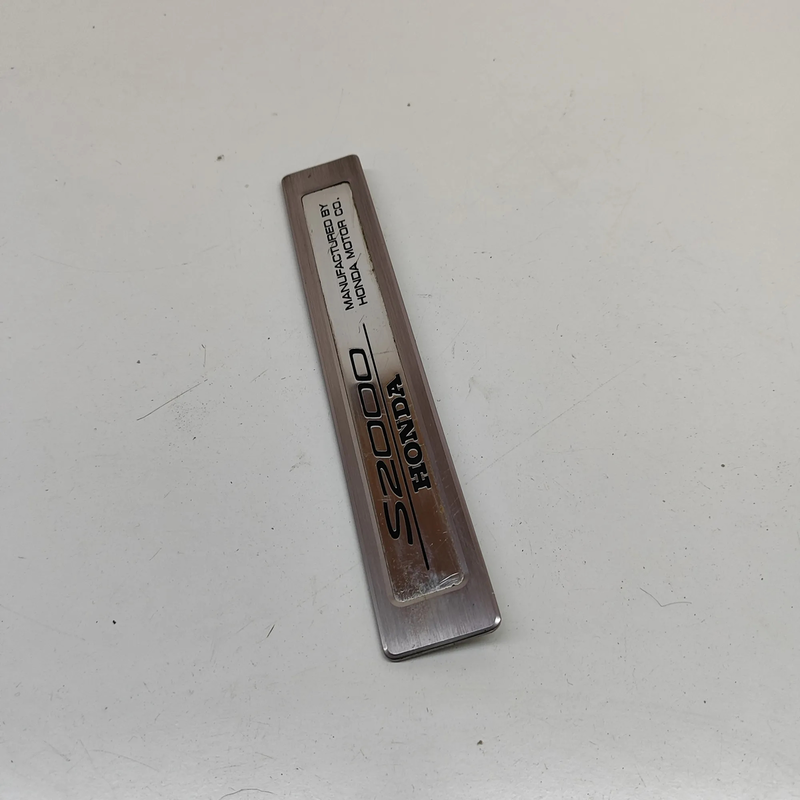 S2000
HONDA
MANUFACTURED BY
HONDA MOTOR CO.